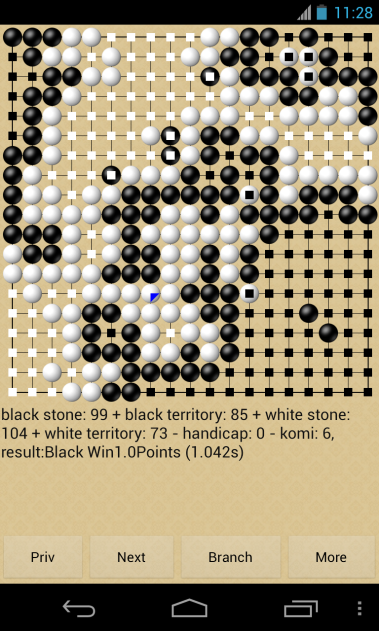 11:28
black stone: 99 + black territory: 85 + white stone:
104 + white territory: 73 - handicap: 0 - komi: 6,
result:Black Win1.0Points (1.042s)
Priv Next Branch More